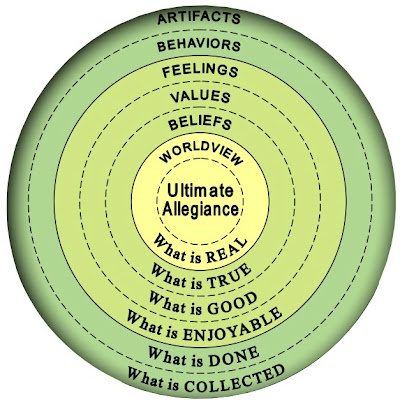 ARTIFACTS
BEHAVIORS
FEELINGS
VALUES
BELIEFS
WORLDVIEW
Ultimate
Allegiance
What is REAL
What is TRUE
What is GOOD
What is ENJOYABLE
What is DONE
What is COLLECTED